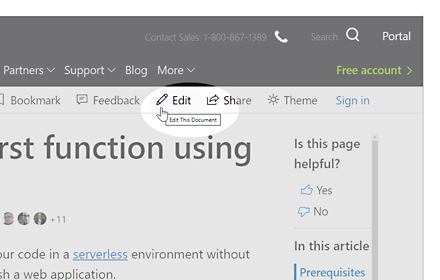 Contact Sales: 1-800-867-1389 Search Portal
Partners Support Blog More Free account
Bookmark Feedback Edit Share Theme Sign in
Edit This Document
rst function using
Is this page
helpful?
Yes
No
+11
In this article
our code in a serverless environment without
sh a web application.
Prerequisites